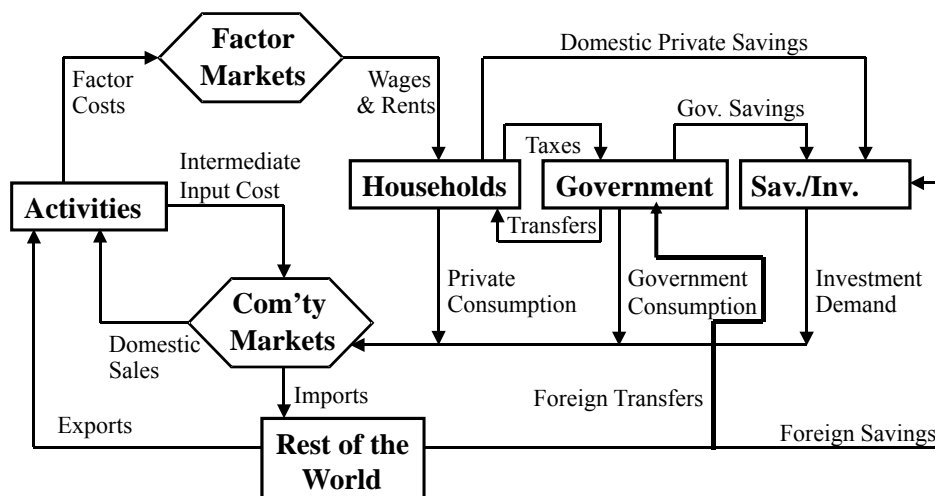 Factor
Markets
Domestic Private Savings
Factor
Costs
Wages
& Rents
Gov. Savings
Taxes
Intermediate
Input Cost
Households
Government
Sav./Inv.
Activities
Transfers
Private
Consumption
Government
Consumption
Investment
Demand
Com'ty
Markets
Domestic
Sales
Imports
Foreign Transfers
Exports
Foreign Savings
Rest of the
World